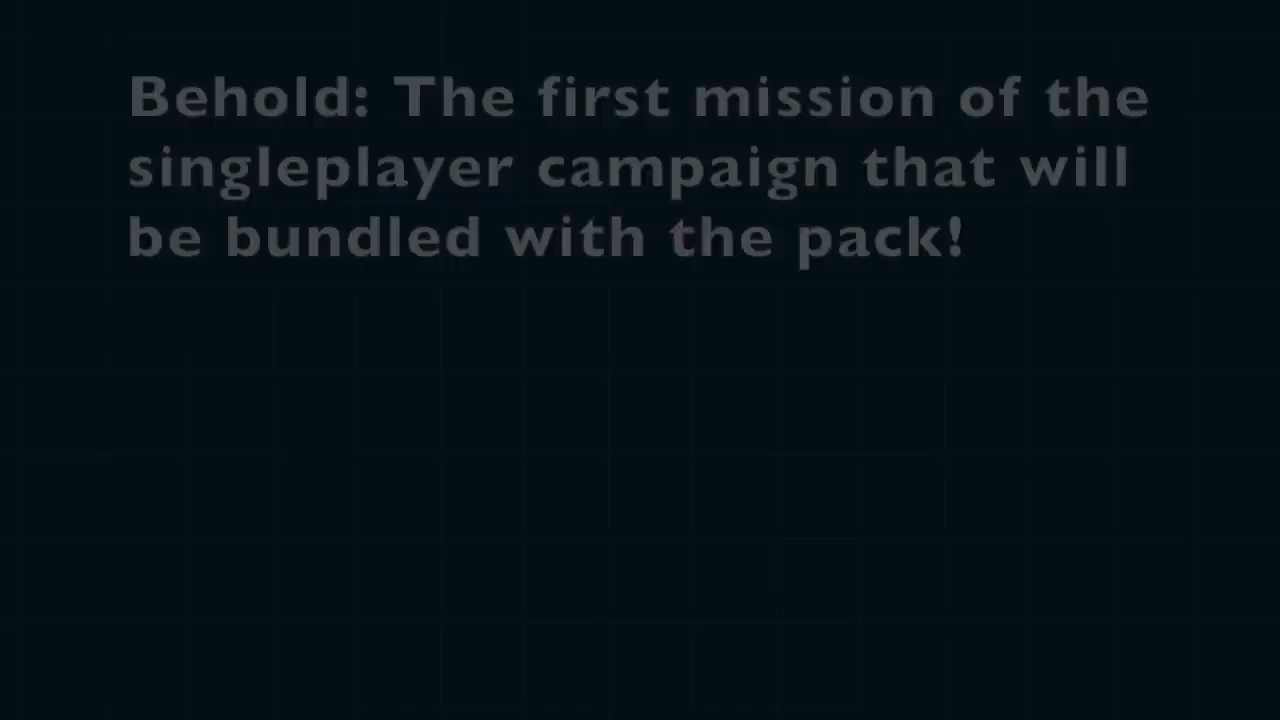 Behold: The first mission of the
singleplayer campaign that will
be bundled with the pack!